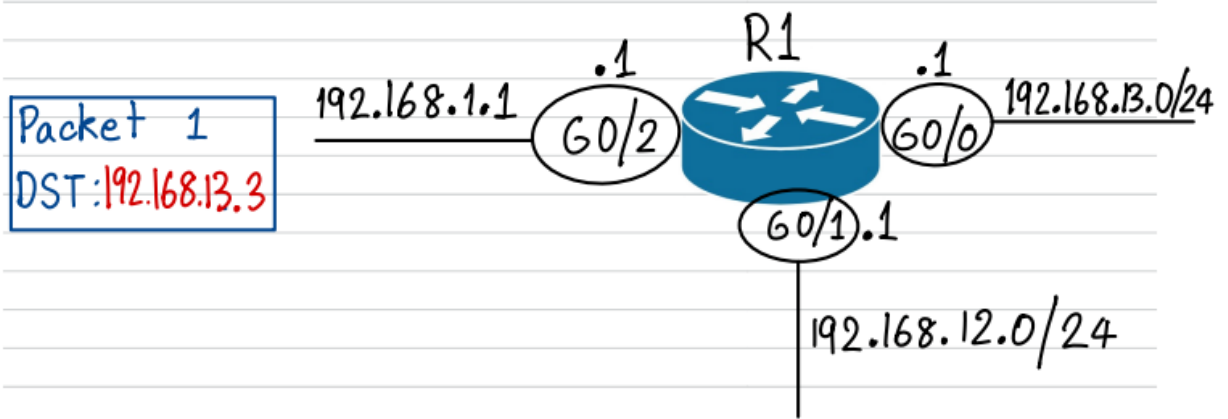 R1
.1
.1
192.168.1.1
G0/2
G0/0
192.168.13.0/24
Packet 1
DST:192.168.13.3
G0/1
.1
192.168.12.0/24